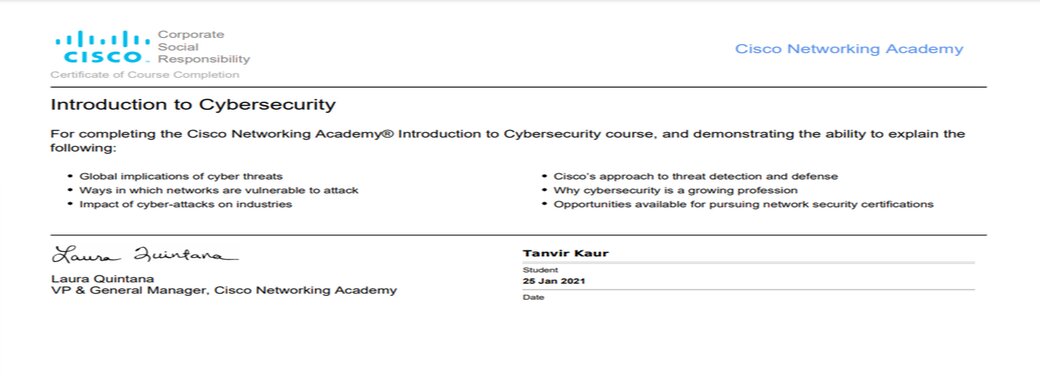 CISCO
Corporate
Social
Responsibility
Certificate of Course Completion
Cisco Networking Academy
Introduction to Cybersecurity
For completing the Cisco Networking Academy® Introduction to Cybersecurity course, and demonstrating the ability to explain the
following:
• Global implications of cyber threats
• Ways in which networks are vulnerable to attack
• Impact of cyber-attacks on industries
• Cisco's approach to threat detection and defense
• Why cybersecurity is a growing profession
• Opportunities available for pursuing network security certifications
Laura Quintana
Laura Quintana
VP & General Manager, Cisco Networking Academy
Tanvir Kaur
Student
25 Jan 2021
Date